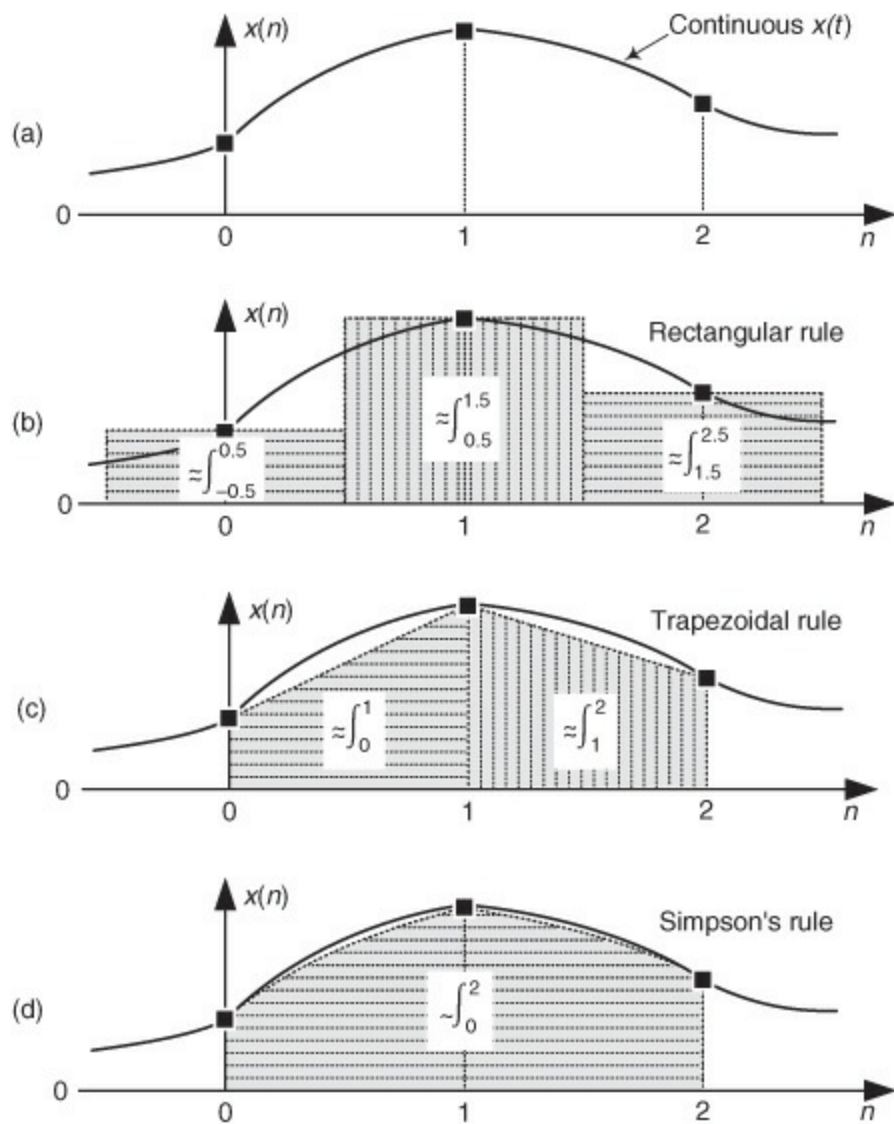 x(n)
Continuous x(t)
(a)
0
0 1 2 n
x(n)
Rectangular rule
(b)
≈∫_{-0.5}^{0.5} ≈∫_{0.5}^{1.5} ≈∫_{1.5}^{2.5}
0
0 1 2 n
x(n)
Trapezoidal rule
(c)
≈∫_0^1 ≈∫_1^2
0
0 1 2 n
x(n)
Simpson's rule
(d)
~∫_0^2
0
0 1 2 n